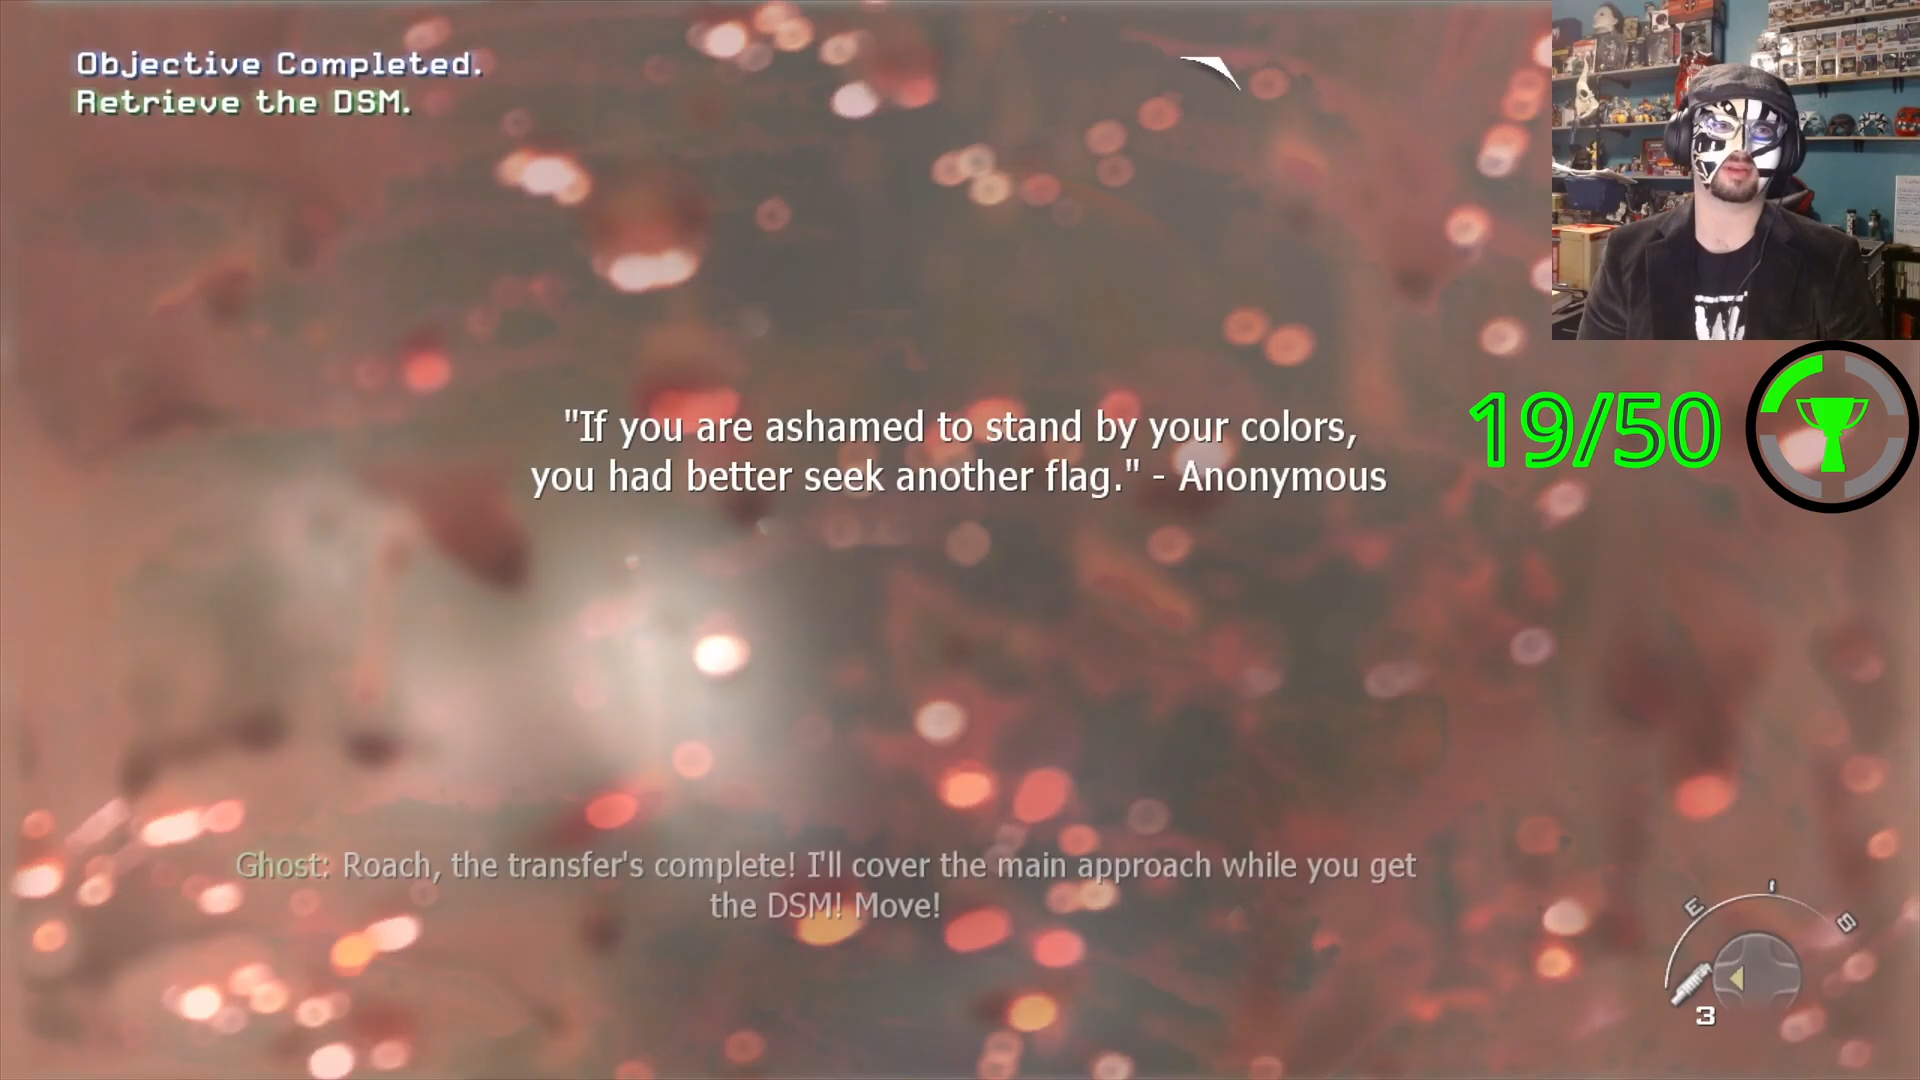 Objective Completed.
Retrieve the DSM.
"If you are ashamed to stand by your colors,
you had better seek another flag." - Anonymous
19/50
Ghost: Roach, the transfer's complete! I'll cover the main approach while you get
the DSM! Move!
E
S
3